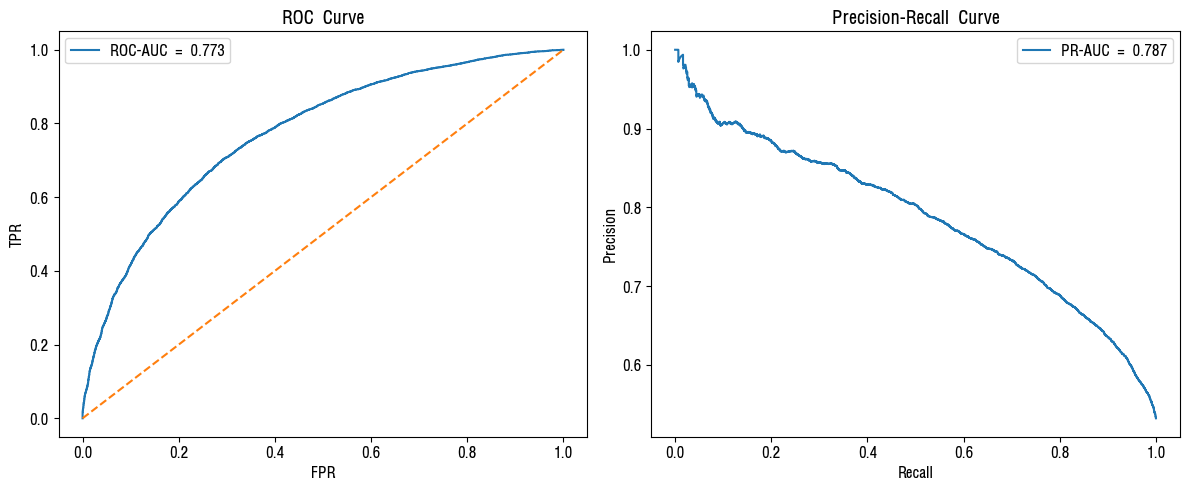 ROC Curve
ROC-AUC = 0.773
1.0
0.8
0.6
0.4
0.2
0.0
TPR
0.0 0.2 0.4 0.6 0.8 1.0
FPR
Precision-Recall Curve
PR-AUC = 0.787
1.0
0.9
0.8
0.7
0.6
Precision
0.0 0.2 0.4 0.6 0.8 1.0
Recall